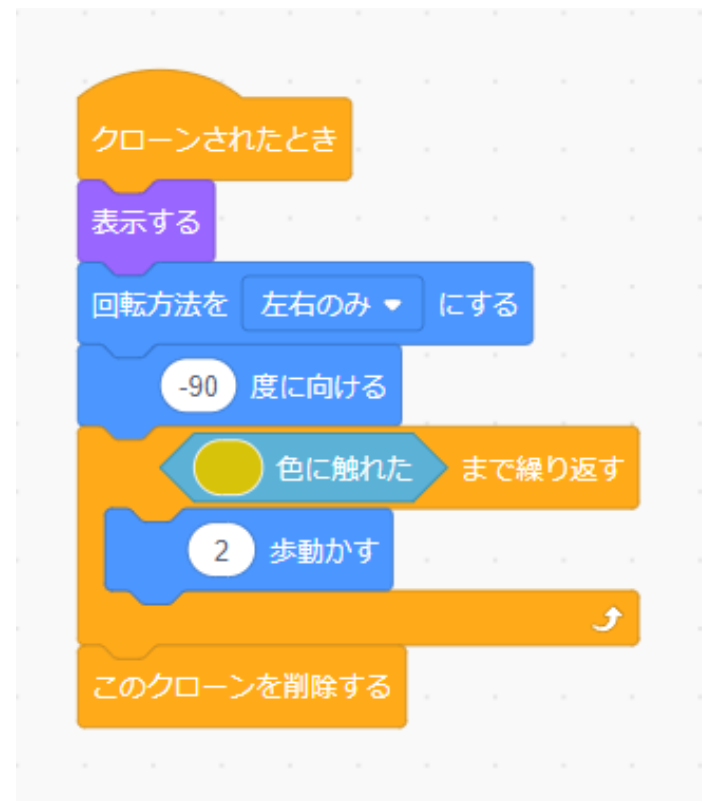 クローンされたとき
表示する
回転方法を 左右のみ にする
-90 度に向ける
色に触れた まで繰り返す
2 歩動かす
このクローンを削除する